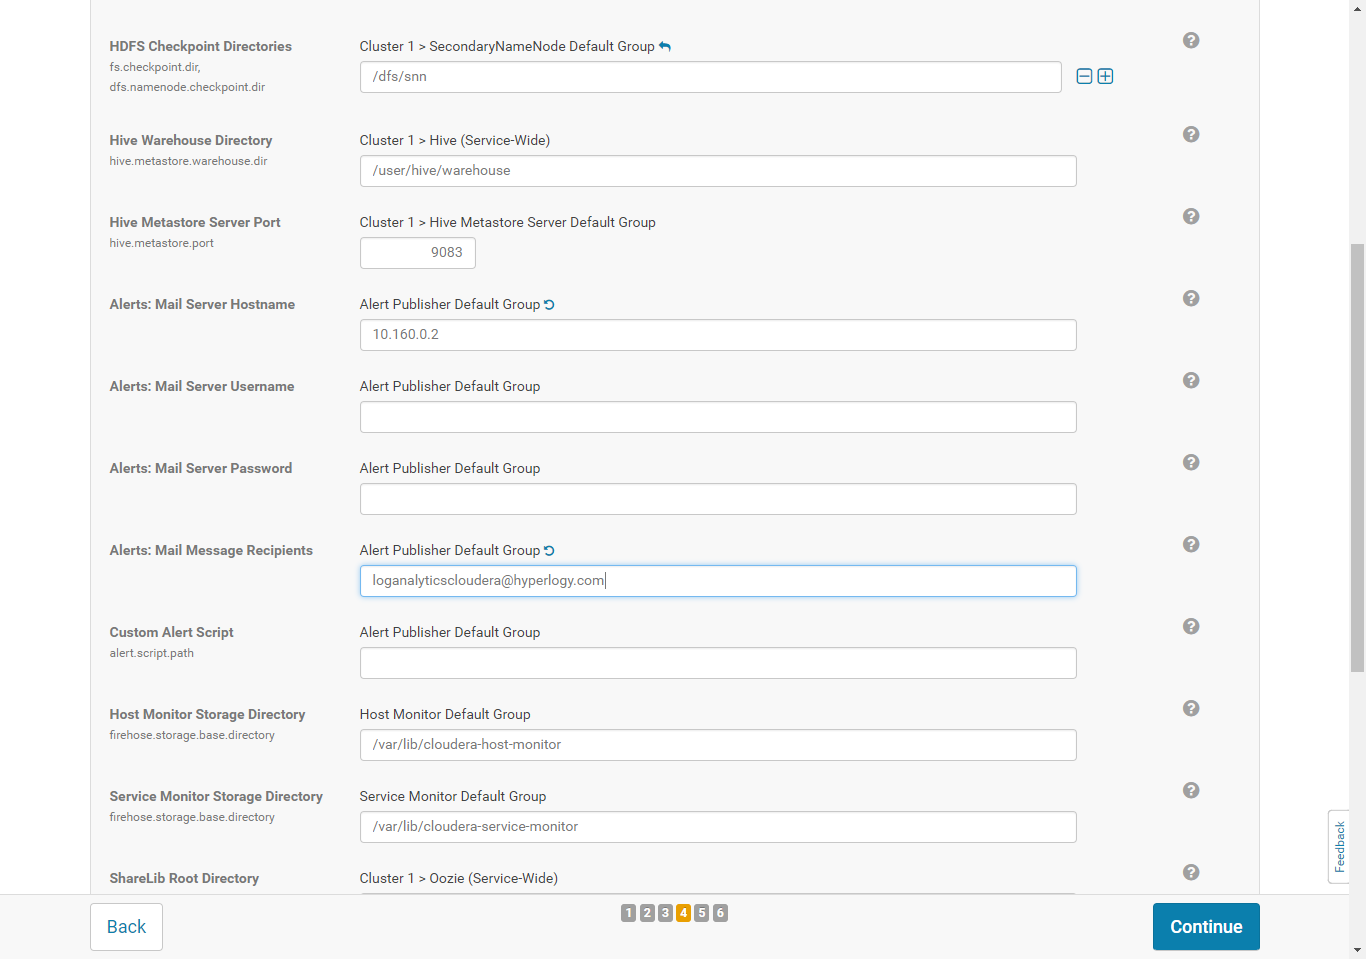 HDFS Checkpoint Directories
Cluster 1 > SecondaryNameNode Default Group
fs.checkpoint.dir,
dfs.namenode.checkpoint.dir
/dfs/snn
Hive Warehouse Directory
Cluster 1 > Hive (Service-Wide)
hive.metastore.warehouse.dir
/user/hive/warehouse
Hive Metastore Server Port
Cluster 1 > Hive Metastore Server Default Group
hive.metastore.port
9083
Alerts: Mail Server Hostname
Alert Publisher Default Group
10.160.0.2
Alerts: Mail Server Username
Alert Publisher Default Group
Alerts: Mail Server Password
Alert Publisher Default Group
Alerts: Mail Message Recipients
Alert Publisher Default Group
loganalyticscloudera@hyperlogy.com
Custom Alert Script
Alert Publisher Default Group
alert.script.path
Host Monitor Storage Directory
Host Monitor Default Group
firehose.storage.base.directory
/var/lib/cloudera-host-monitor
Service Monitor Storage Directory
Service Monitor Default Group
firehose.storage.base.directory
/var/lib/cloudera-service-monitor
ShareLib Root Directory
Cluster 1 > Oozie (Service-Wide)
Feedback
Back
1 2 3 4 5 6
Continue